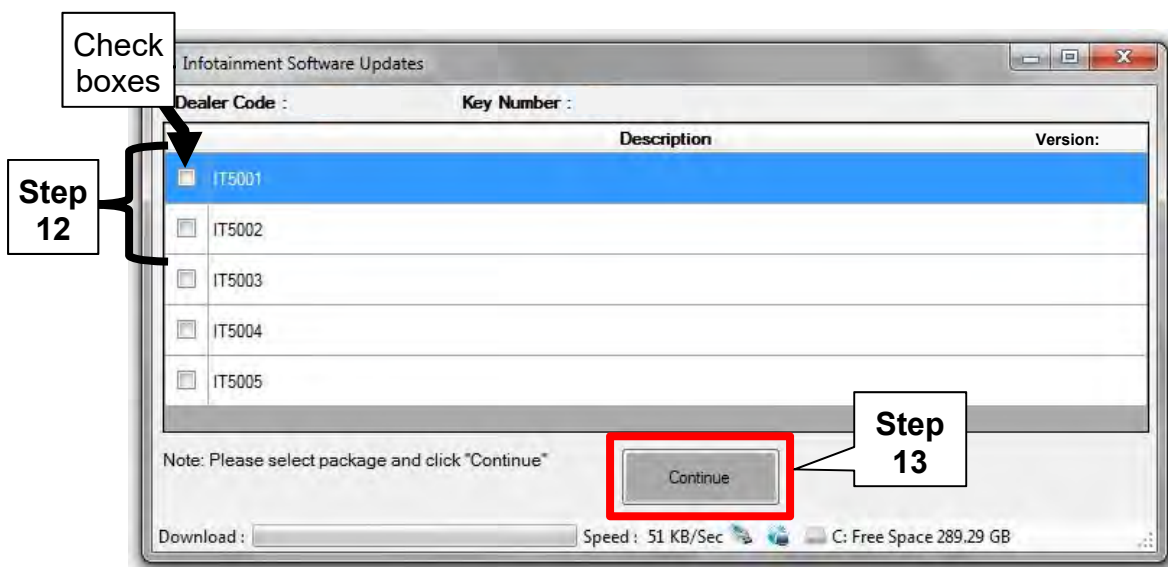 Check
boxes
Infotainment Software Updates
Dealer Code :
Key Number :
Description
Version:
Step
12
IT5001
IT5002
IT5003
IT5004
IT5005
Step
13
Note: Please select package and click "Continue"
Continue
Download :
Speed : 51 KB/Sec
C: Free Space 289.29 GB